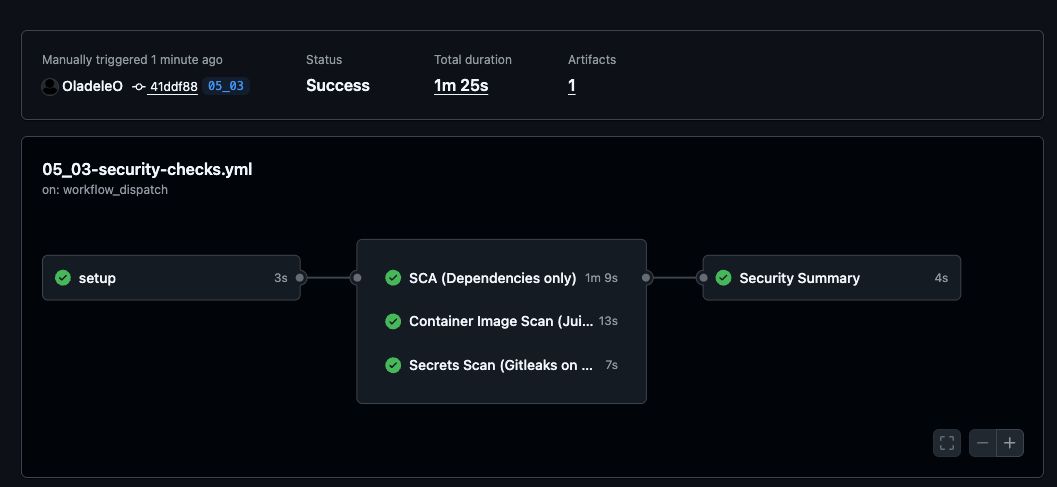 Manually triggered 1 minute ago
OladeleO 41ddf88 05_03
Status
Success
Total duration
1m 25s
Artifacts
1
05_03-security-checks.yml
on: workflow_dispatch
setup 3s
SCA (Dependencies only) 1m 9s
Container Image Scan (Jui... 13s
Secrets Scan (Gitleaks on ... 7s
Security Summary 4s